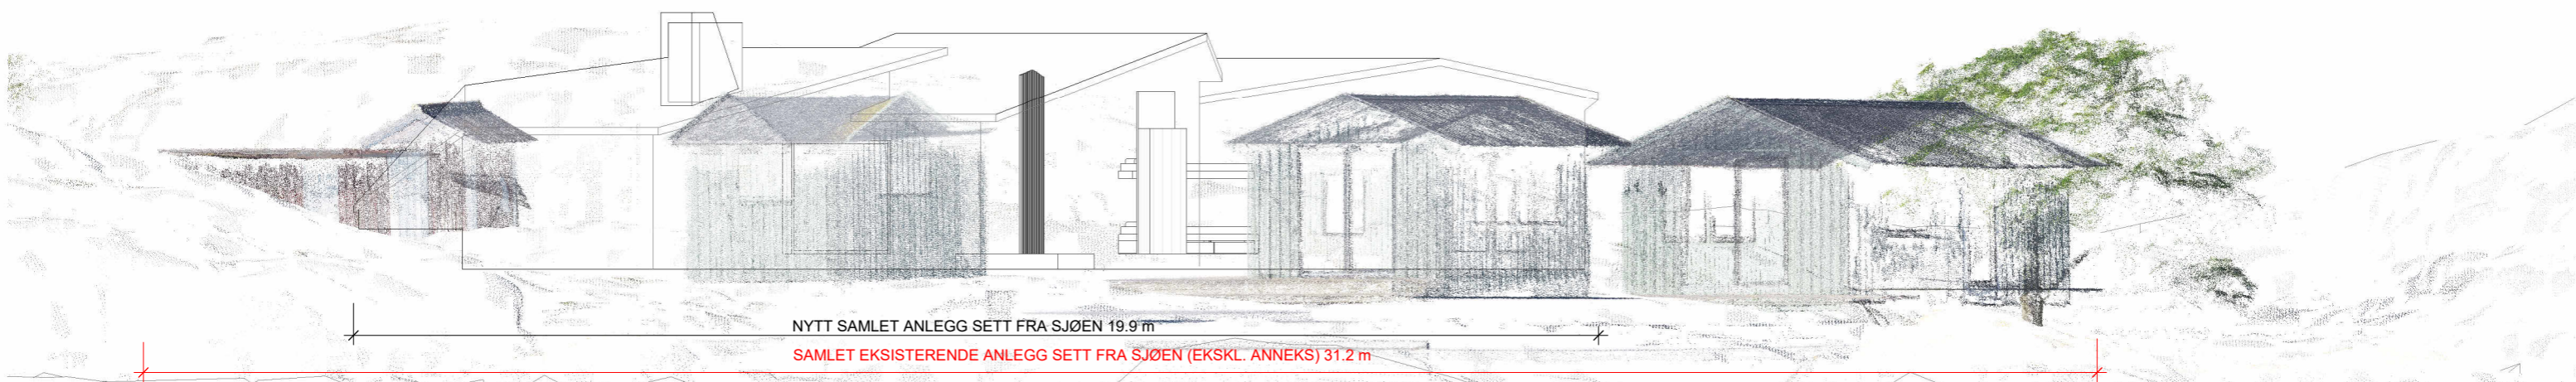 NYTT SAMLET ANLEGG SETT FRA SJØEN 19.9 m
SAMLET EKSISTERENDE ANLEGG SETT FRA SJØEN (EKSKL. ANNEKS) 31.2 m